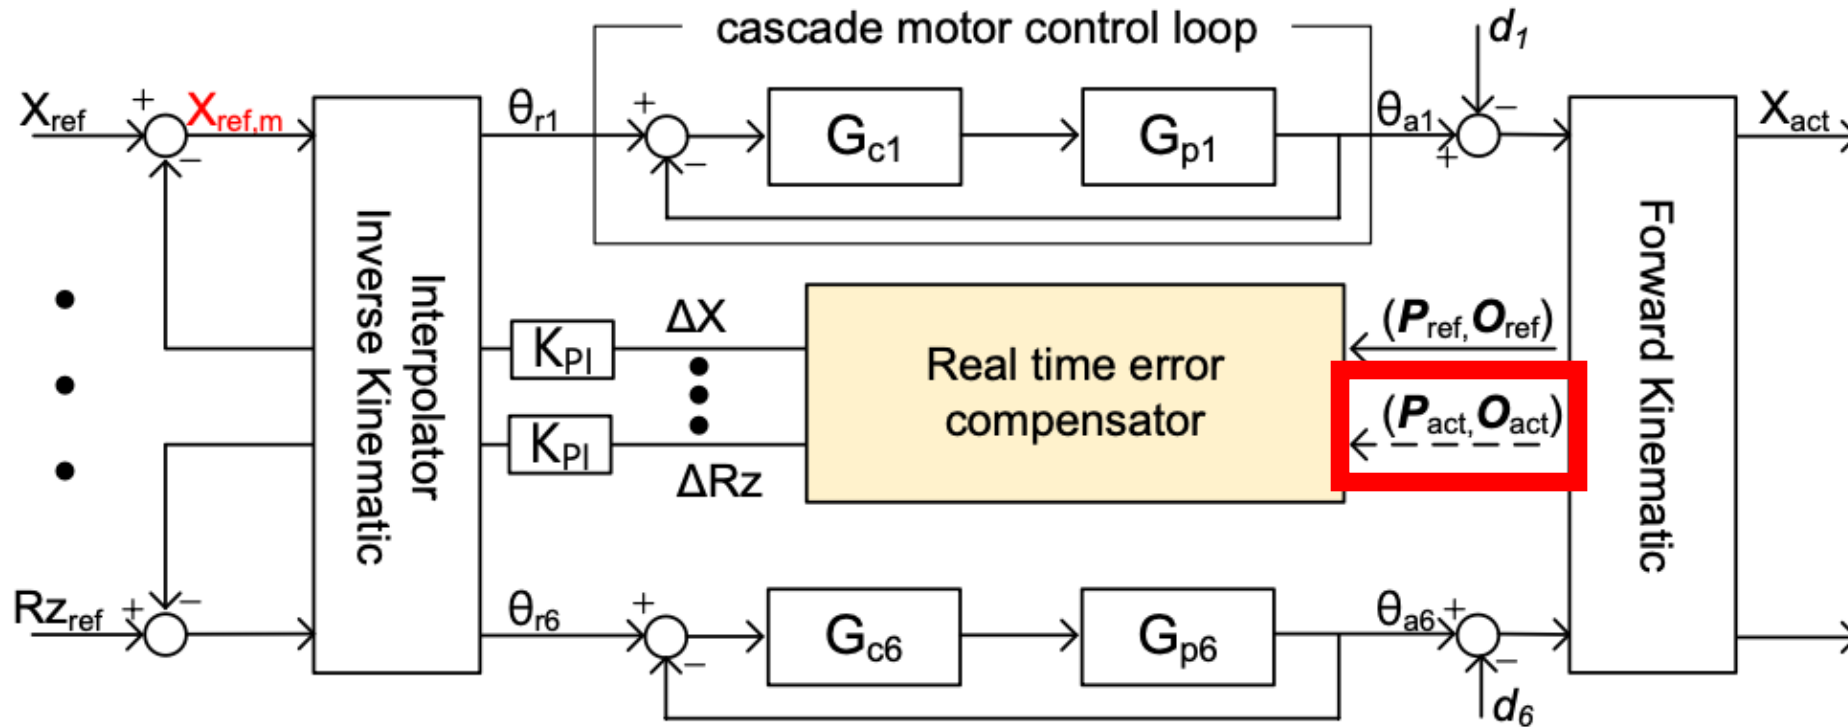 cascade motor control loop
d1
Xref
+
Xref,m
−
θr1
+
−
Gc1
Gp1
θa1
−
+
Xact
Interpolator
Inverse Kinematic
KPI
ΔX
Real time error
compensator
(Pref,Oref)
(Pact,Oact)
Forward Kinematic
KPI
ΔRz
Rzref
+
−
θr6
+
−
Gc6
Gp6
θa6
+
−
d6